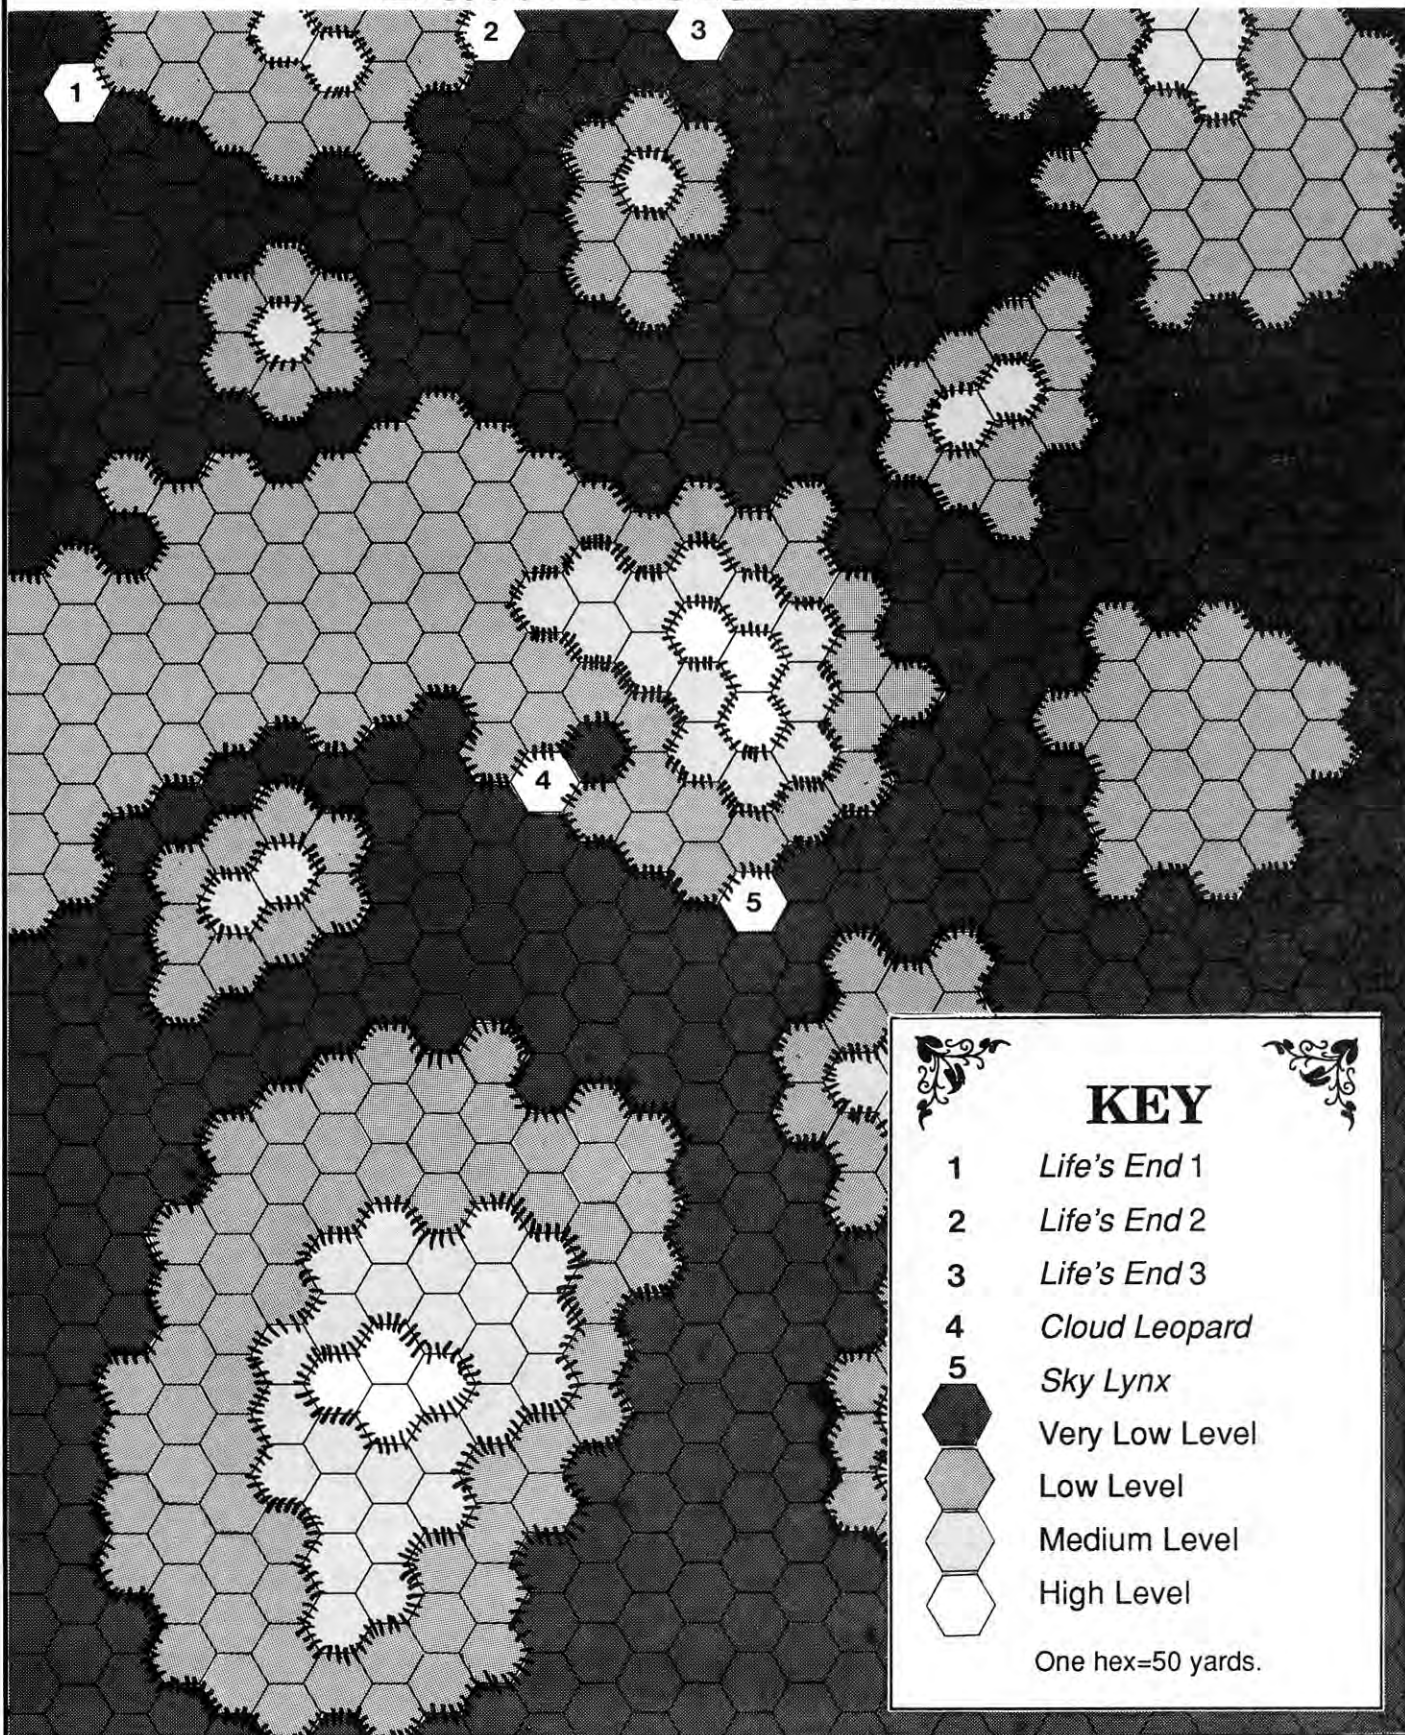 2
3
1
4
5
KEY
1 Life's End 1
2 Life's End 2
3 Life's End 3
4 Cloud Leopard
5 Sky Lynx
Very Low Level
Low Level
Medium Level
High Level
One hex=50 yards.